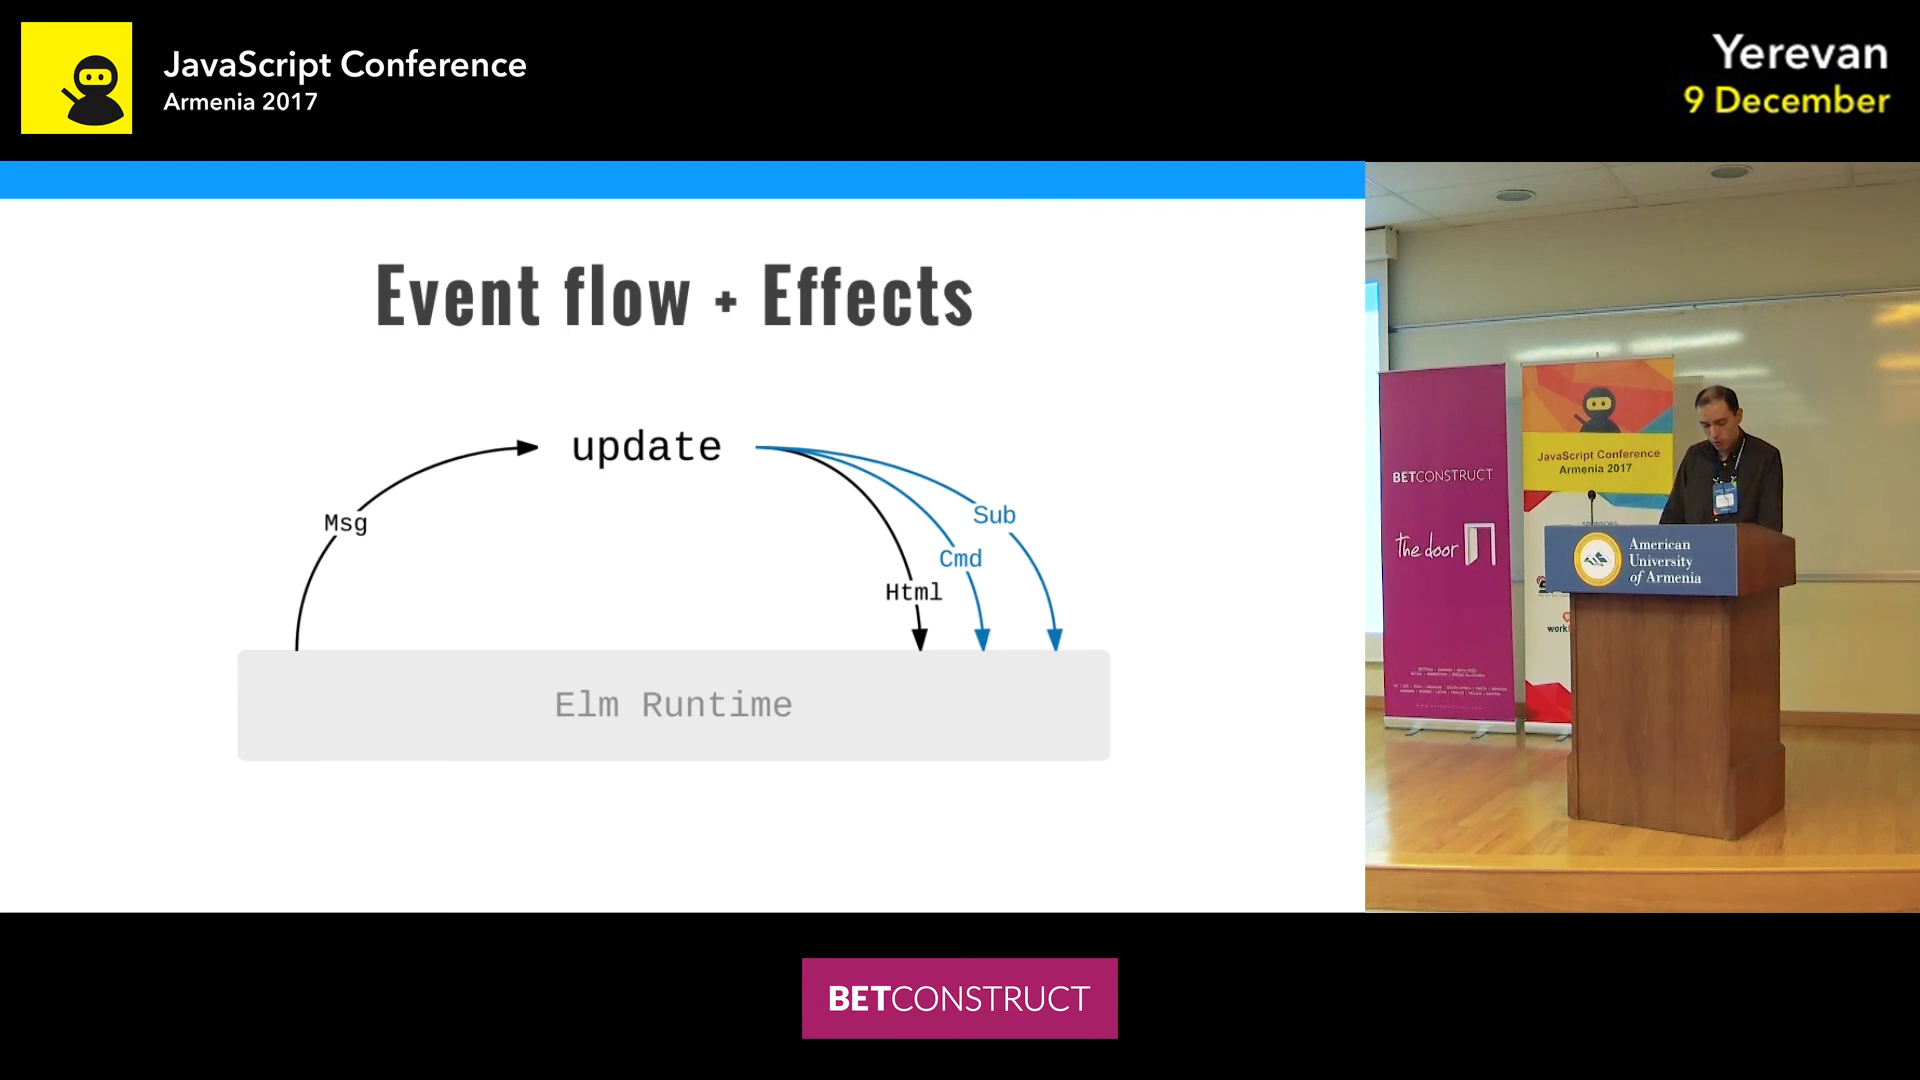 JavaScript Conference
Armenia 2017
Yerevan
9 December
Event flow + Effects
update
Msg
Sub
Cmd
Html
Elm Runtime
BETCONSTRUCT
The door
JavaScript Conference
Armenia 2017
American
University
of Armenia
BETCONSTRUCT